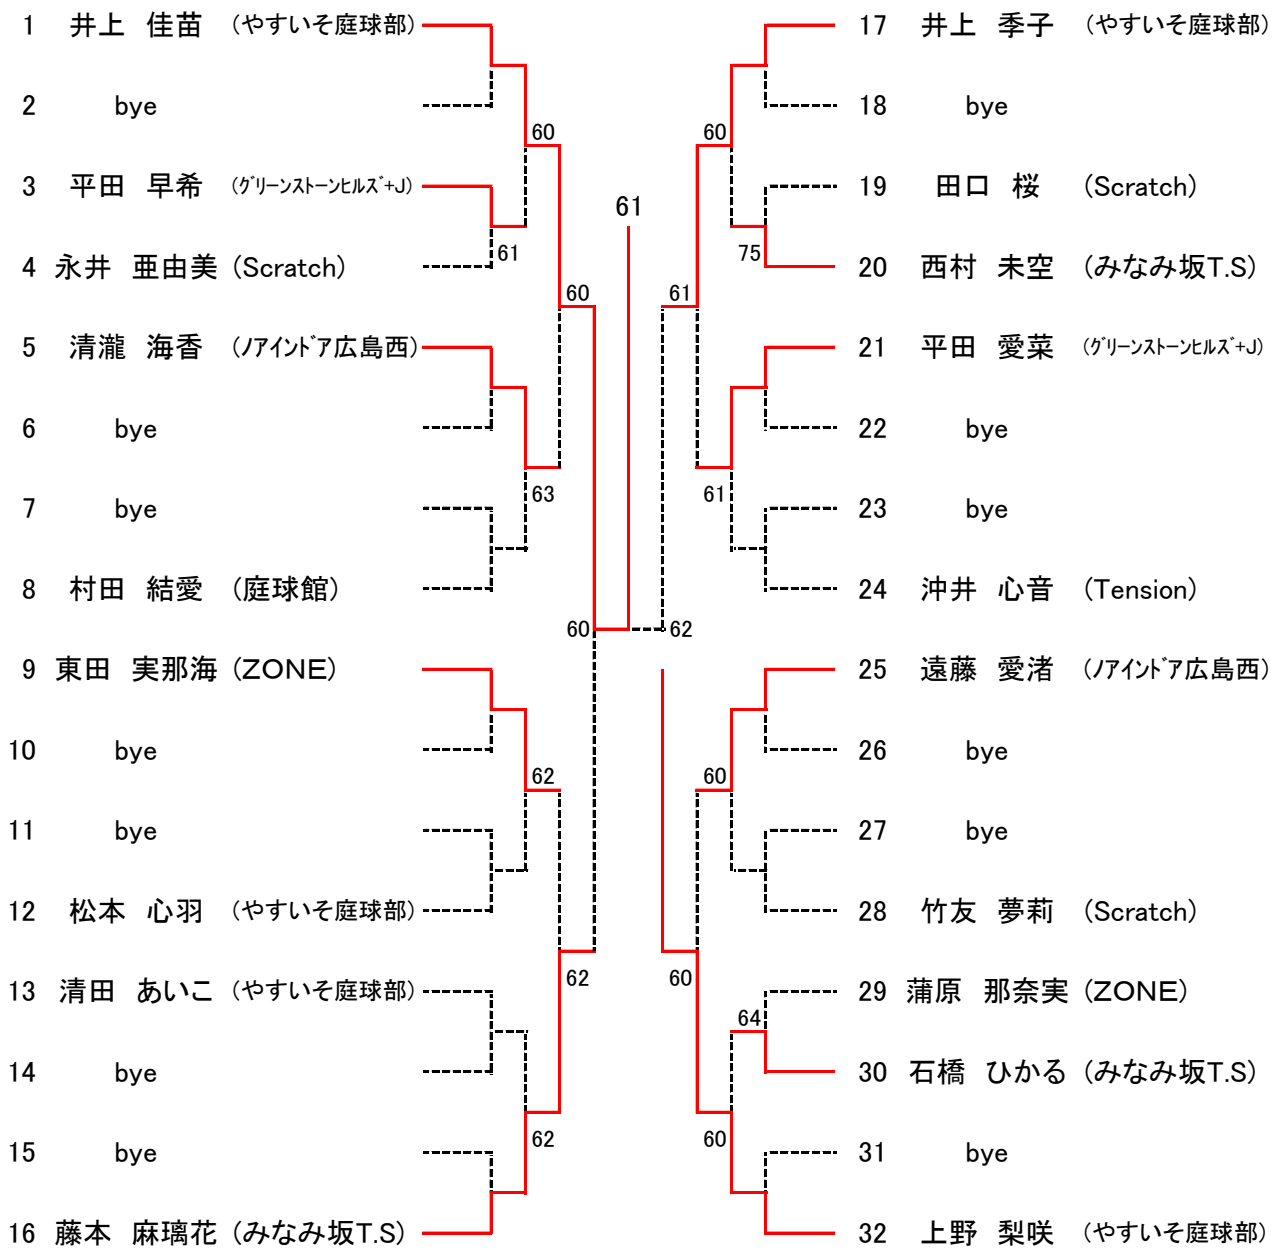 1 井上 佳苗 (やすいそ庭球部)
2 bye
60
3 平田 早希 (グリーンストーンヒルズ+J)
61
4 永井 亜由美 (Scratch)
60
5 清瀧 海香 (ノアインドア広島西)
6 bye
63
7 bye
8 村田 結愛 (庭球館)
60
9 東田 実那海 (ZONE)
10 bye
62
11 bye
12 松本 心羽 (やすいそ庭球部)
62
13 清田 あいこ (やすいそ庭球部)
14 bye
62
15 bye
16 藤本 麻璃花 (みなみ坂T.S)
61
17 井上 季子 (やすいそ庭球部)
18 bye
60
19 田口 桜 (Scratch)
75
20 西村 未空 (みなみ坂T.S)
61
21 平田 愛菜 (グリーンストーンヒルズ+J)
22 bye
61
23 bye
24 沖井 心音 (Tension)
62
25 遠藤 愛渚 (ノアインドア広島西)
26 bye
60
27 bye
28 竹友 夢莉 (Scratch)
60
29 蒲原 那奈実 (ZONE)
64
30 石橋 ひかる (みなみ坂T.S)
60
31 bye
32 上野 梨咲 (やすいそ庭球部)